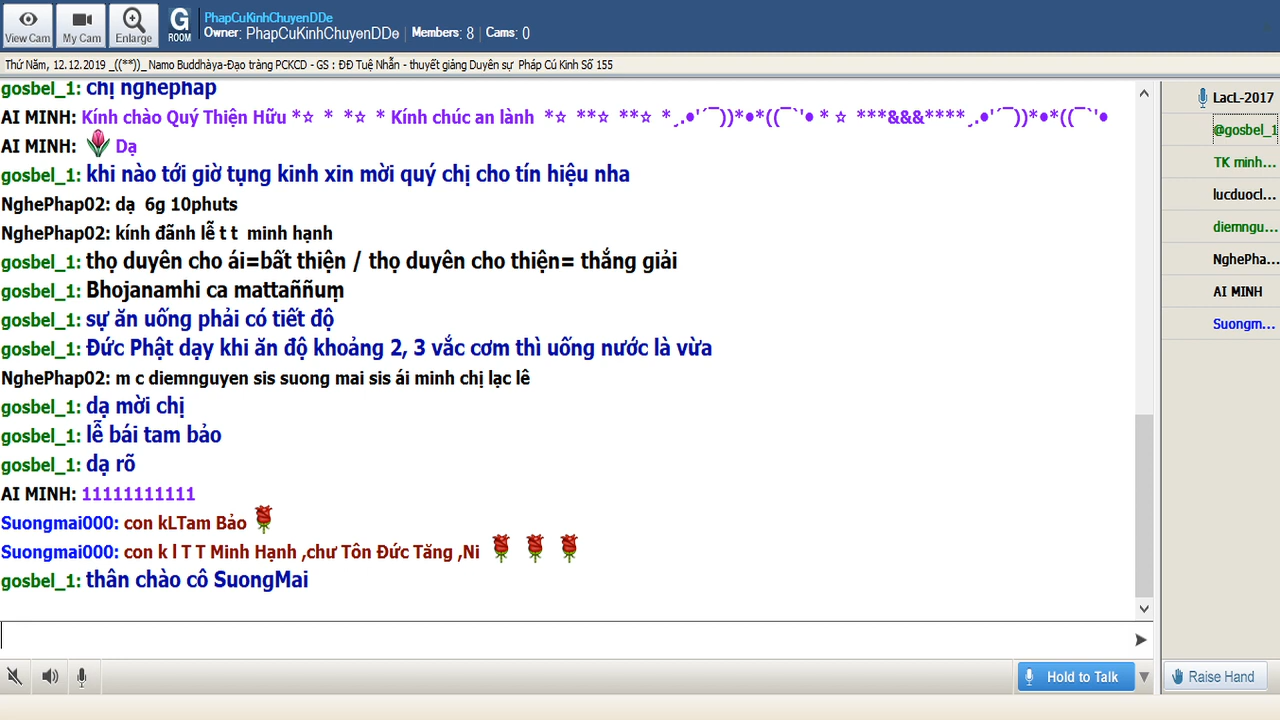 View Cam
My Cam
Enlarge
G
ROOM
PhapCuKinhChuyenDDe
Owner: PhapCuKinhChuyenDDe | Members: 8 | Cams: 0
Thứ Năm, 12.12.2019 _((**))_ Namo Buddhàya-Đạo tràng PCKCD - GS : ĐĐ Tuệ Nhẫn - thuyết giảng Duyên sự Pháp Cú Kinh Số 155
gosbel_1: chị nghephap
AI MINH: Kính chào Quý Thiện Hữu *☆ * *☆ * Kính chúc an lành *☆ **☆ **☆ *¸.●'´¯))*●*((¯`'● * ☆ ***&&&****¸.●'´¯))*●*((¯`'●
AI MINH: Dạ
gosbel_1: khi nào tới giờ tụng kinh xin mời quý chị cho tín hiệu nha
NghePhap02: dạ 6g 10phuts
NghePhap02: kính đãnh lễ t t minh hạnh
gosbel_1: thọ duyên cho ái=bất thiện / thọ duyên cho thiện= thắng giải
gosbel_1: Bhojanamhi ca mattaññuṃ
gosbel_1: sự ăn uống phải có tiết độ
gosbel_1: Đức Phật dạy khi ăn độ khoảng 2, 3 vắc cơm thì uống nước là vừa
NghePhap02: m c diemnguyen sis suong mai sis ái minh chị lạc lê
gosbel_1: dạ mời chị
gosbel_1: lễ bái tam bảo
gosbel_1: dạ rõ
AI MINH: 11111111111
Suongmai000: con kLTam Bảo
Suongmai000: con k l T T Minh Hạnh ,chư Tôn Đức Tăng ,Ni
gosbel_1: thân chào cô SuongMai
LacL-2017
@gosbel_1
TK minh...
lucduocl...
diemngu...
NghePha...
AI MINH
Suongm...
Hold to Talk
Raise Hand